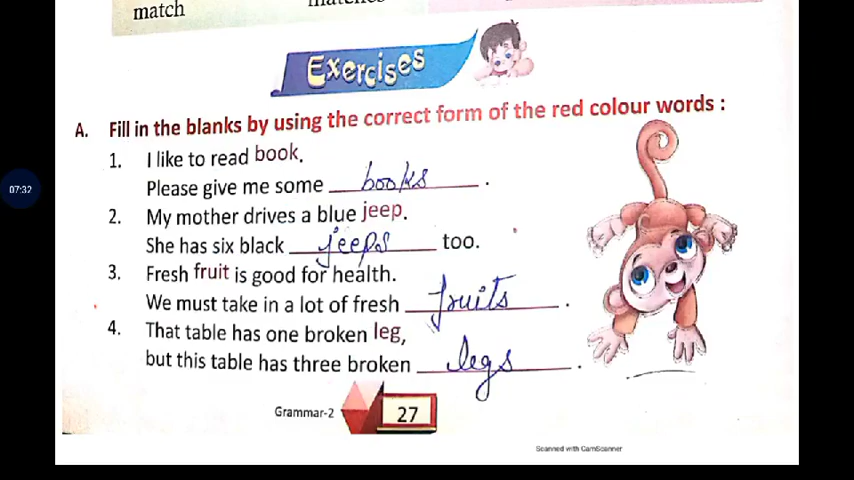 match
matches
Exercises
A. Fill in the blanks by using the correct form of the red colour words :
1. I like to read book.
Please give me some books .
2. My mother drives a blue jeep.
She has six black jeeps too.
3. Fresh fruit is good for health.
We must take in a lot of fresh fruits .
4. That table has one broken leg,
but this table has three broken legs .
Grammar-2 27
Scanned with CamScanner
07:32